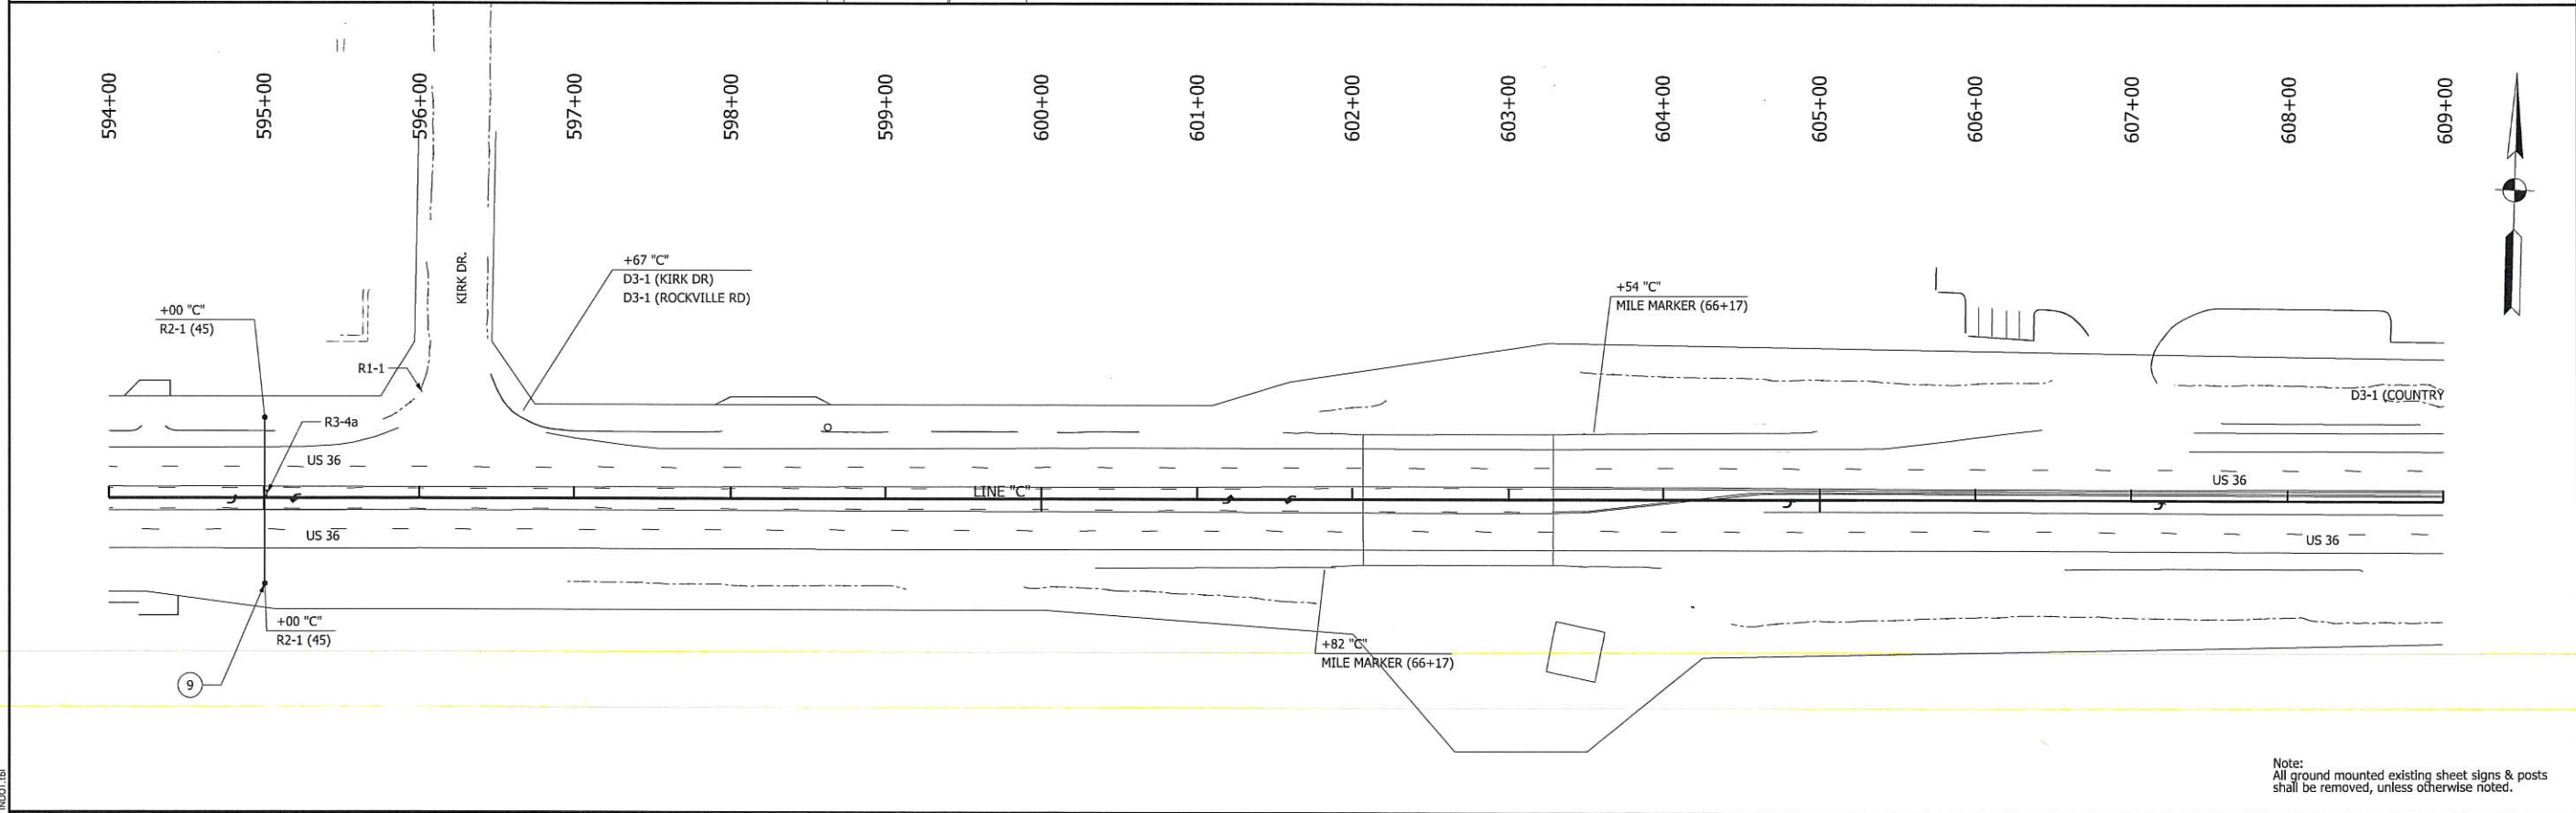 594+00
595+00
596+00
597+00
598+00
599+00
600+00
601+00
602+00
603+00
604+00
605+00
606+00
607+00
608+00
609+00
KIRK DR.
+67 "C"
D3-1 (KIRK DR)
D3-1 (ROCKVILLE RD)
+00 "C"
R2-1 (45)
+54 "C"
MILE MARKER (66+17)
R1-1
D3-1 (COUNTRY
R3-4a
US 36
US 36
LINE "C"
US 36
US 36
+00 "C"
R2-1 (45)
+82 "C"
MILE MARKER (66+17)
9
Note:
All ground mounted existing sheet signs & posts
shall be removed, unless otherwise noted.
INDOT.tbl